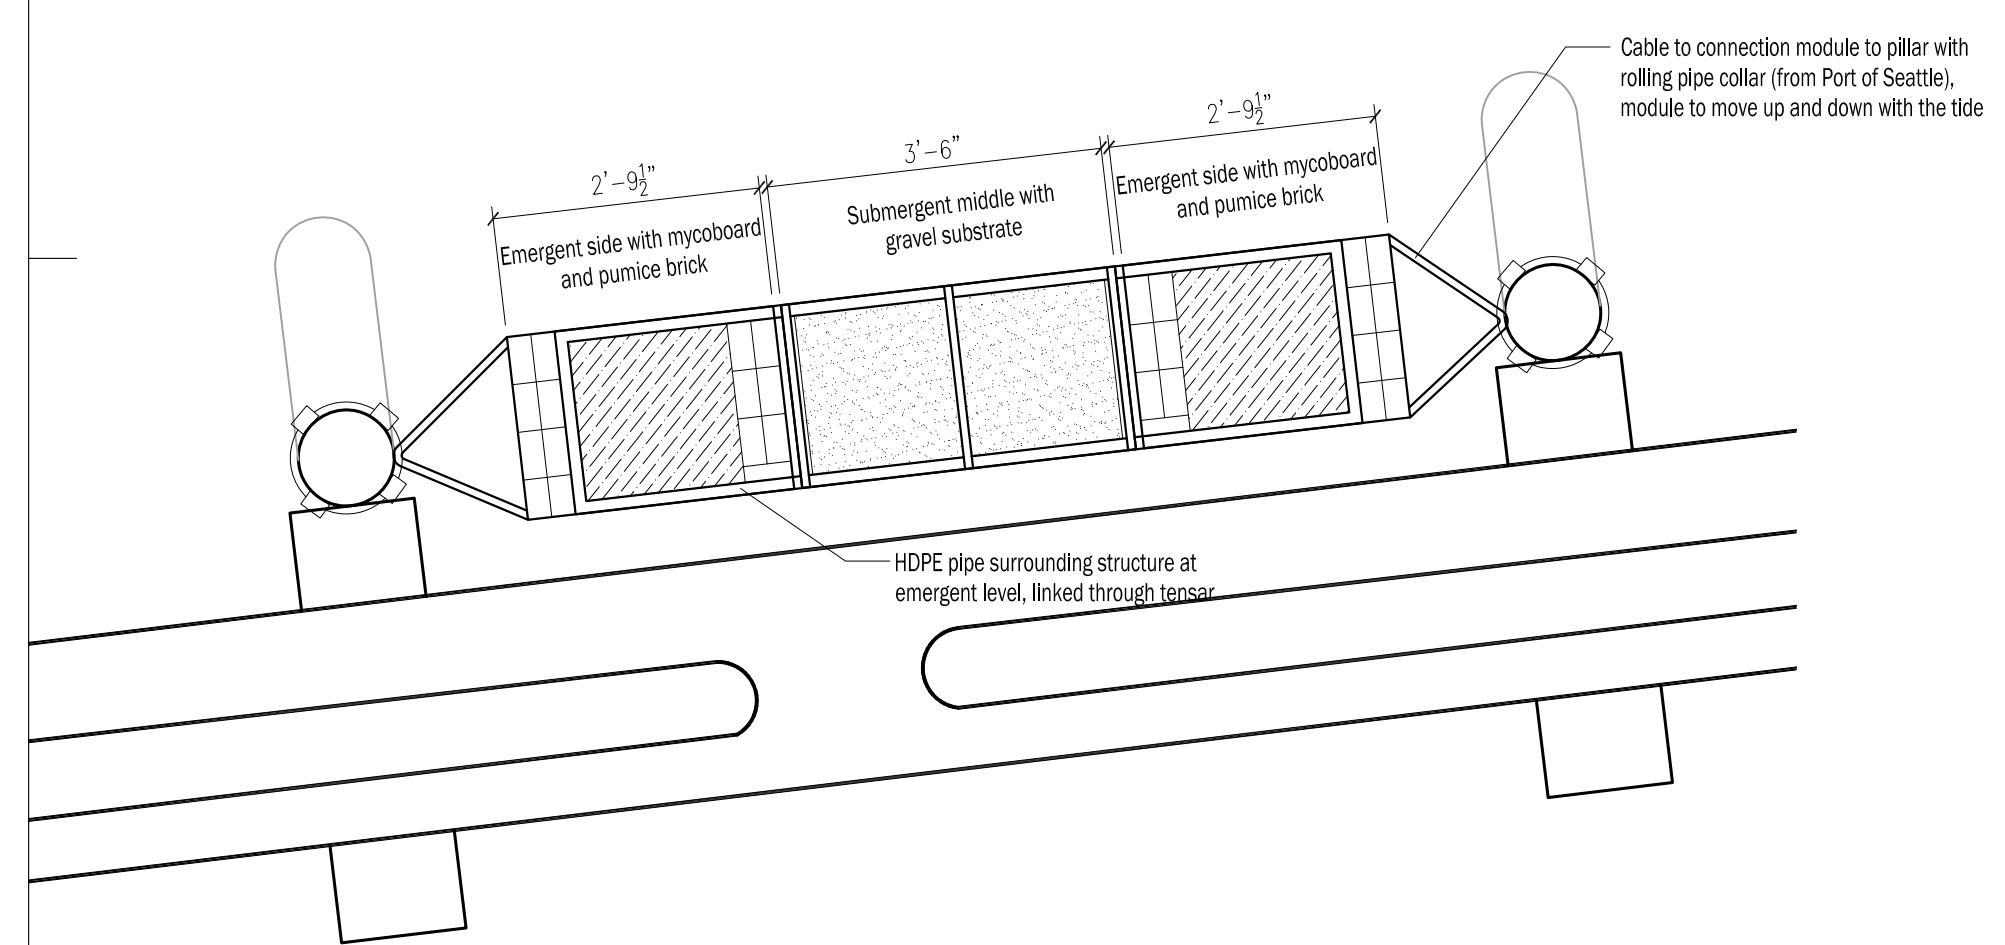 Cable to connection module to pillar with
rolling pipe collar (from Port of Seattle),
module to move up and down with the tide
2'-9½"
3'-6"
2'-9½"
Emergent side with mycoboard
and pumice brick
Submergent middle with
gravel substrate
Emergent side with mycoboard
and pumice brick
HDPE pipe surrounding structure at
emergent level, linked through tensar